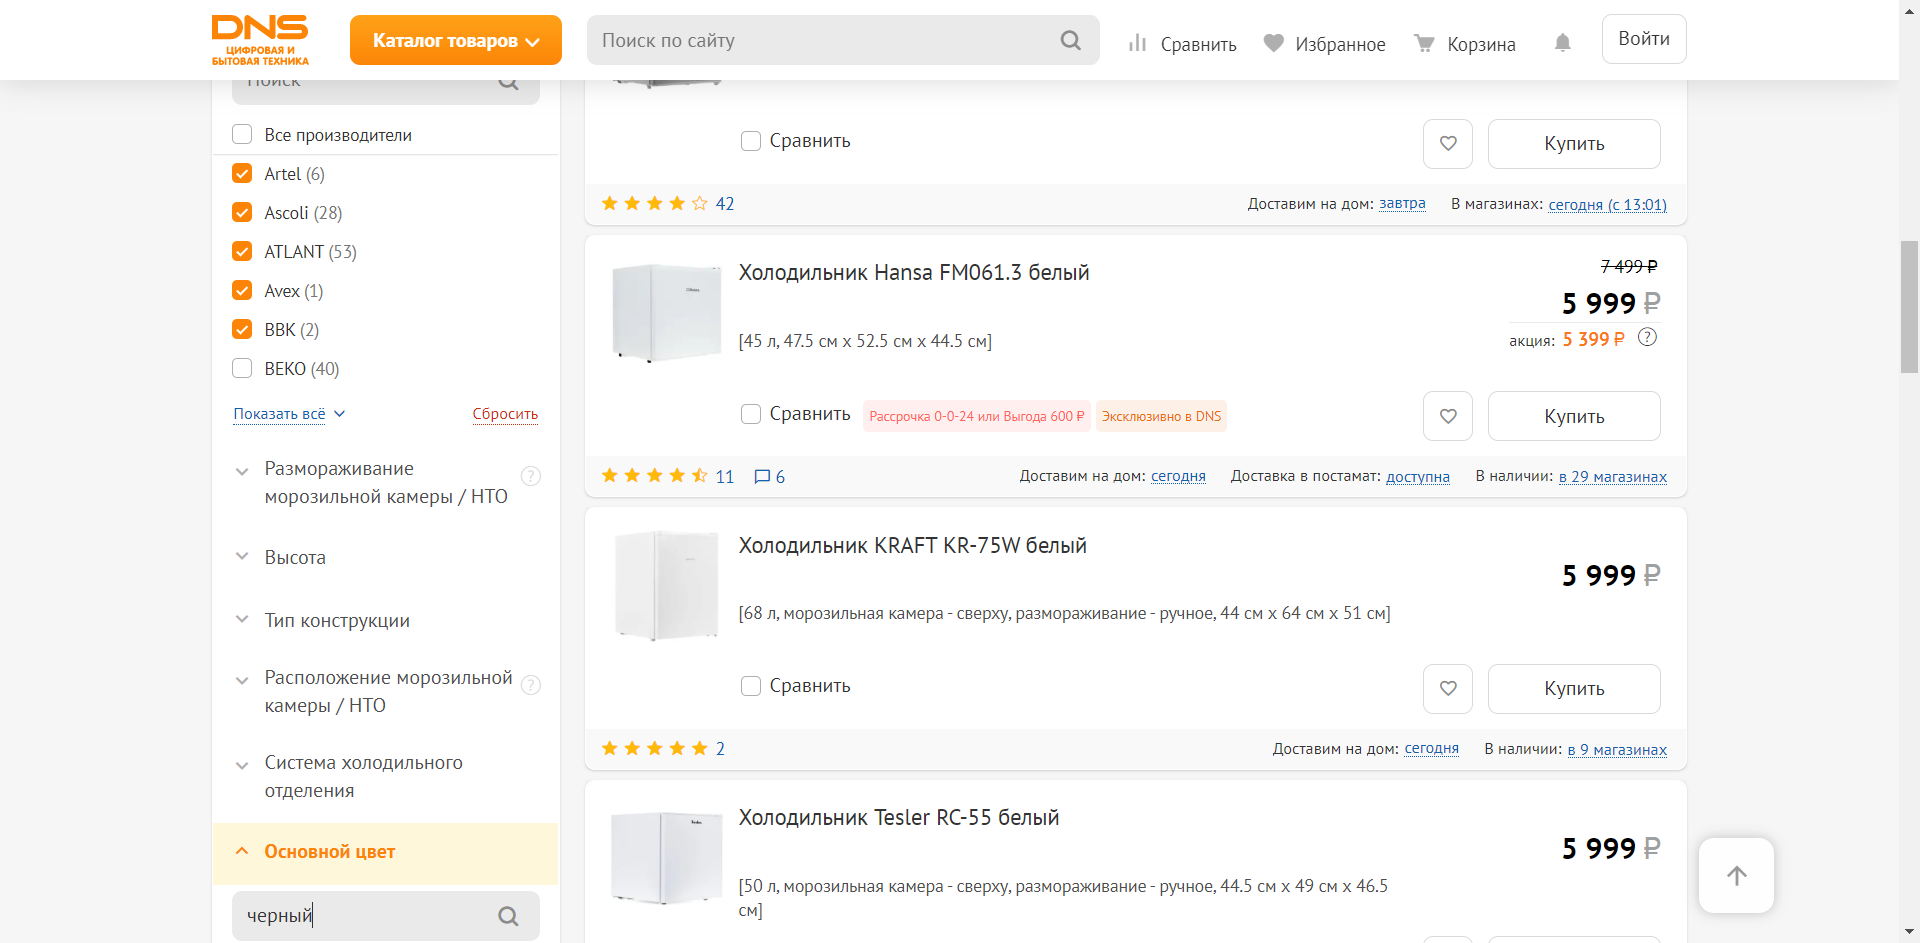 DNS
ЦИФРОВАЯ И
БЫТОВАЯ ТЕХНИКА
Каталог товаров
Поиск по сайту
Сравнить
Избранное
Корзина
Войти
Поиск
Все производители
Artel (6)
Ascoli (28)
ATLANT (53)
Avex (1)
BBK (2)
BEKO (40)
Показать всё
Сбросить
Размораживание
морозильной камеры / НТО
?
Высота
Тип конструкции
Расположение морозильной
камеры / НТО
?
Система холодильного
отделения
Основной цвет
черный
Сравнить
Купить
42
Доставим на дом: завтра
В магазинах: сегодня (с 13:01)
Холодильник Hansa FM061.3 белый
7 499 ₽
5 999 ₽
акция: 5 399 ₽ ?
[45 л, 47.5 см x 52.5 см x 44.5 см]
Сравнить
Рассрочка 0-0-24 или Выгода 600 ₽
Эксклюзивно в DNS
Купить
11
6
Доставим на дом: сегодня
Доставка в постамат: доступна
В наличии: в 29 магазинах
Холодильник KRAFT KR-75W белый
5 999 ₽
[68 л, морозильная камера - сверху, размораживание - ручное, 44 см x 64 см x 51 см]
Сравнить
Купить
2
Доставим на дом: сегодня
В наличии: в 9 магазинах
Холодильник Tesler RC-55 белый
5 999 ₽
[50 л, морозильная камера - сверху, размораживание - ручное, 44.5 см x 49 см x 46.5
см]